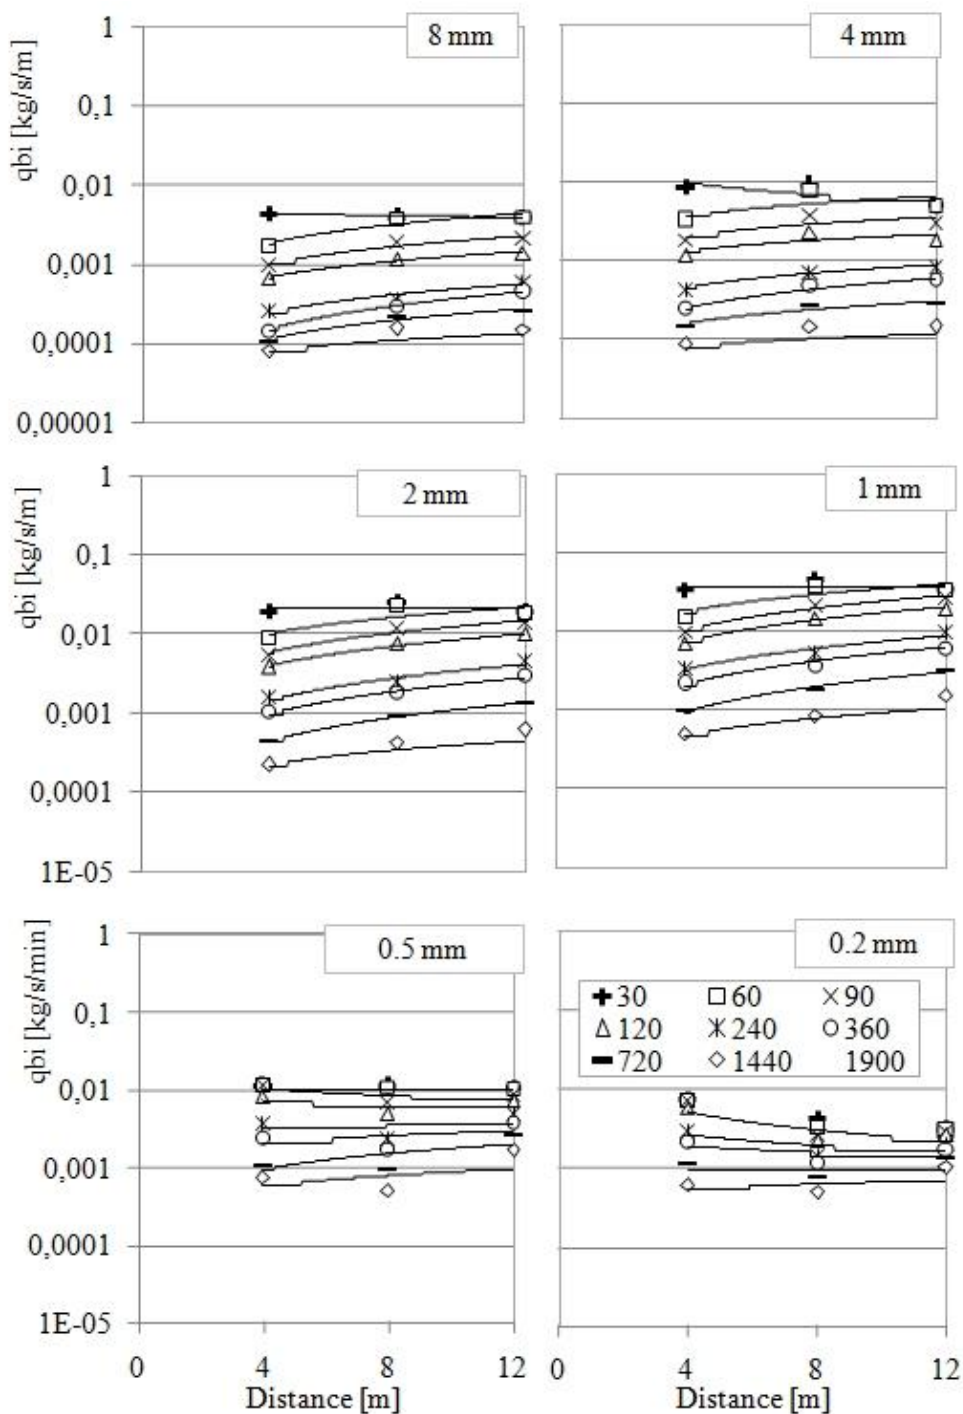 8 mm
4 mm
qbi [kg/s/m]
1
0,1
0,01
0,001
0,0001
0,00001
2 mm
1 mm
qbi [kg/s/m]
1
0,1
0,01
0,001
0,0001
1E-05
0.5 mm
0.2 mm
qbi [kg/s/min]
1
0,1
0,01
0,001
0,0001
1E-05
30 60 90
120 240 360
720 1440 1900
0 4 8 12
0 4 8 12
Distance [m]
Distance [m]